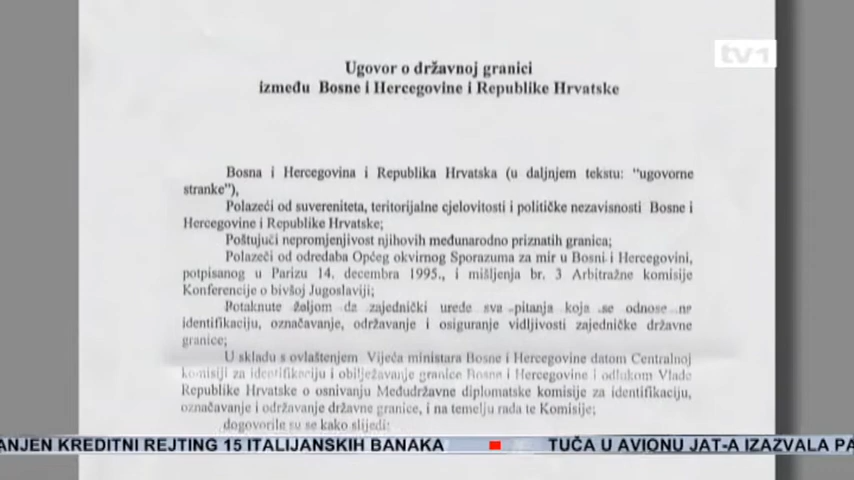 tv1
Ugovor o državnoj granici
između Bosne i Hercegovine i Republike Hrvatske
Bosna i Hercegovina i Republika Hrvatska (u daljnjem tekstu: "ugovorne
stranke"),
Polazeći od suvereniteta, teritorijalne cjelovitosti i političke nezavisnosti Bosne i
Hercegovine i Republike Hrvatske;
Poštujući nepromjenjivost njihovih međunarodno priznatih granica;
Polazeći od odredaba Općeg okvirnog Sporazuma za mir u Bosni i Hercegovini,
potpisanog u Parizu 14. decembra 1995., i mišljenja br. 3 Arbitražne komisije
Konferencije o bivšoj Jugoslaviji;
Potaknute željom da zajednički urede sva pitanja koja se odnose na
identifikaciju, označavanje, održavanje i osiguranje vidljivosti zajedničke državne
granice;
U skladu s ovlaštenjem Vijeća ministara Bosne i Hercegovine datom Centralnoj
komisiji za identifikaciju i obilježavanje granice Bosne i Hercegovine i odlukom Vlade
Republike Hrvatske o osnivanju Međudržavne diplomatske komisije za identifikaciju,
označavanje i održavanje državne granice, i na temelju rada te Komisije;
dogovorile su se kako slijedi:
ANJEN KREDITNI REJTING 15 ITALIJANSKIH BANAKA TUČA U AVIONU JAT-A IZAZVALA PA